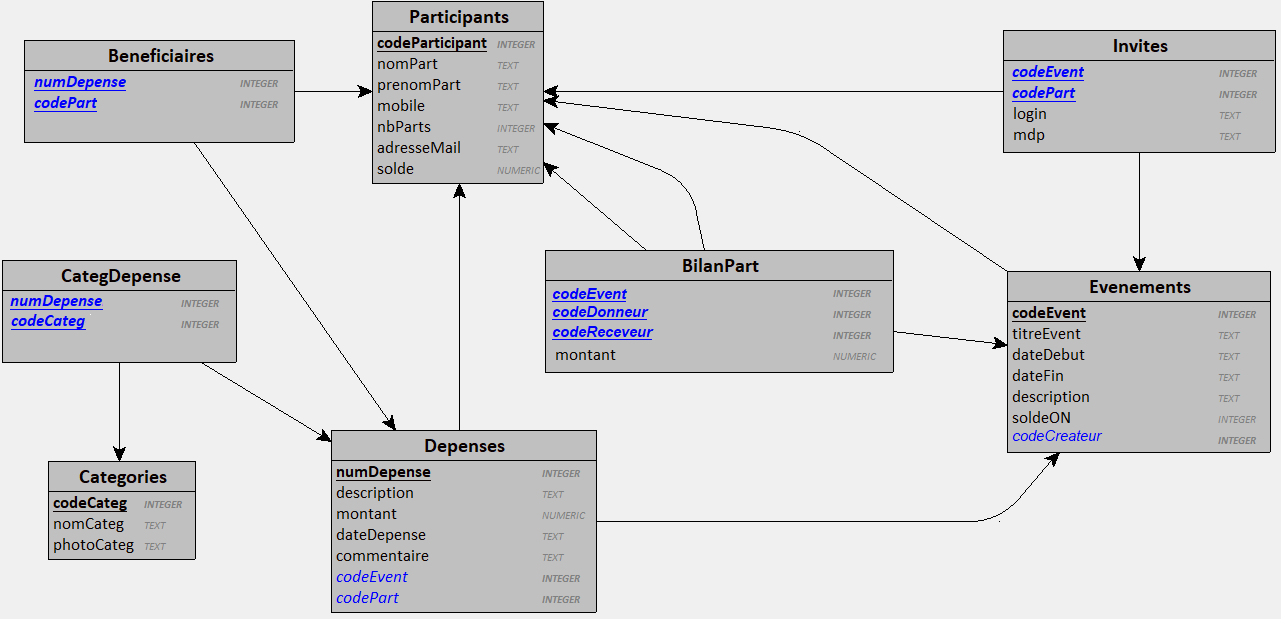 Participants
codeParticipant INTEGER
nomPart TEXT
prenomPart TEXT
mobile TEXT
nbParts INTEGER
adresseMail TEXT
solde NUMERIC
Beneficiaires
numDepense INTEGER
codePart INTEGER
Invites
codeEvent INTEGER
codePart INTEGER
login TEXT
mdp TEXT
CategDepense
numDepense INTEGER
codeCateg INTEGER
BilanPart
codeEvent INTEGER
codeDonneur INTEGER
codeReceveur INTEGER
montant NUMERIC
Evenements
codeEvent INTEGER
titreEvent TEXT
dateDebut TEXT
dateFin TEXT
description TEXT
soldeON INTEGER
codeCreateur INTEGER
Categories
codeCateg INTEGER
nomCateg TEXT
photoCateg TEXT
Depenses
numDepense INTEGER
description TEXT
montant NUMERIC
dateDepense TEXT
commentaire TEXT
codeEvent INTEGER
codePart INTEGER